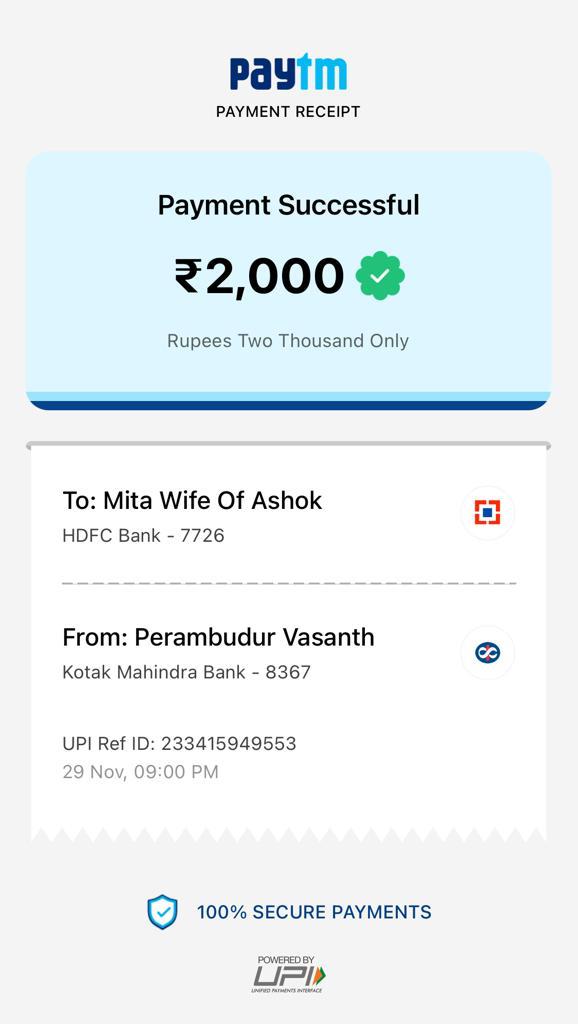 paytm
PAYMENT RECEIPT
Payment Successful
₹2,000
Rupees Two Thousand Only
To: Mita Wife Of Ashok
HDFC Bank - 7726
From: Perambudur Vasanth
Kotak Mahindra Bank - 8367
UPI Ref ID: 233415949553
29 Nov, 09:00 PM
100% SECURE PAYMENTS
POWERED BY
UPI
UNIFIED PAYMENTS INTERFACE